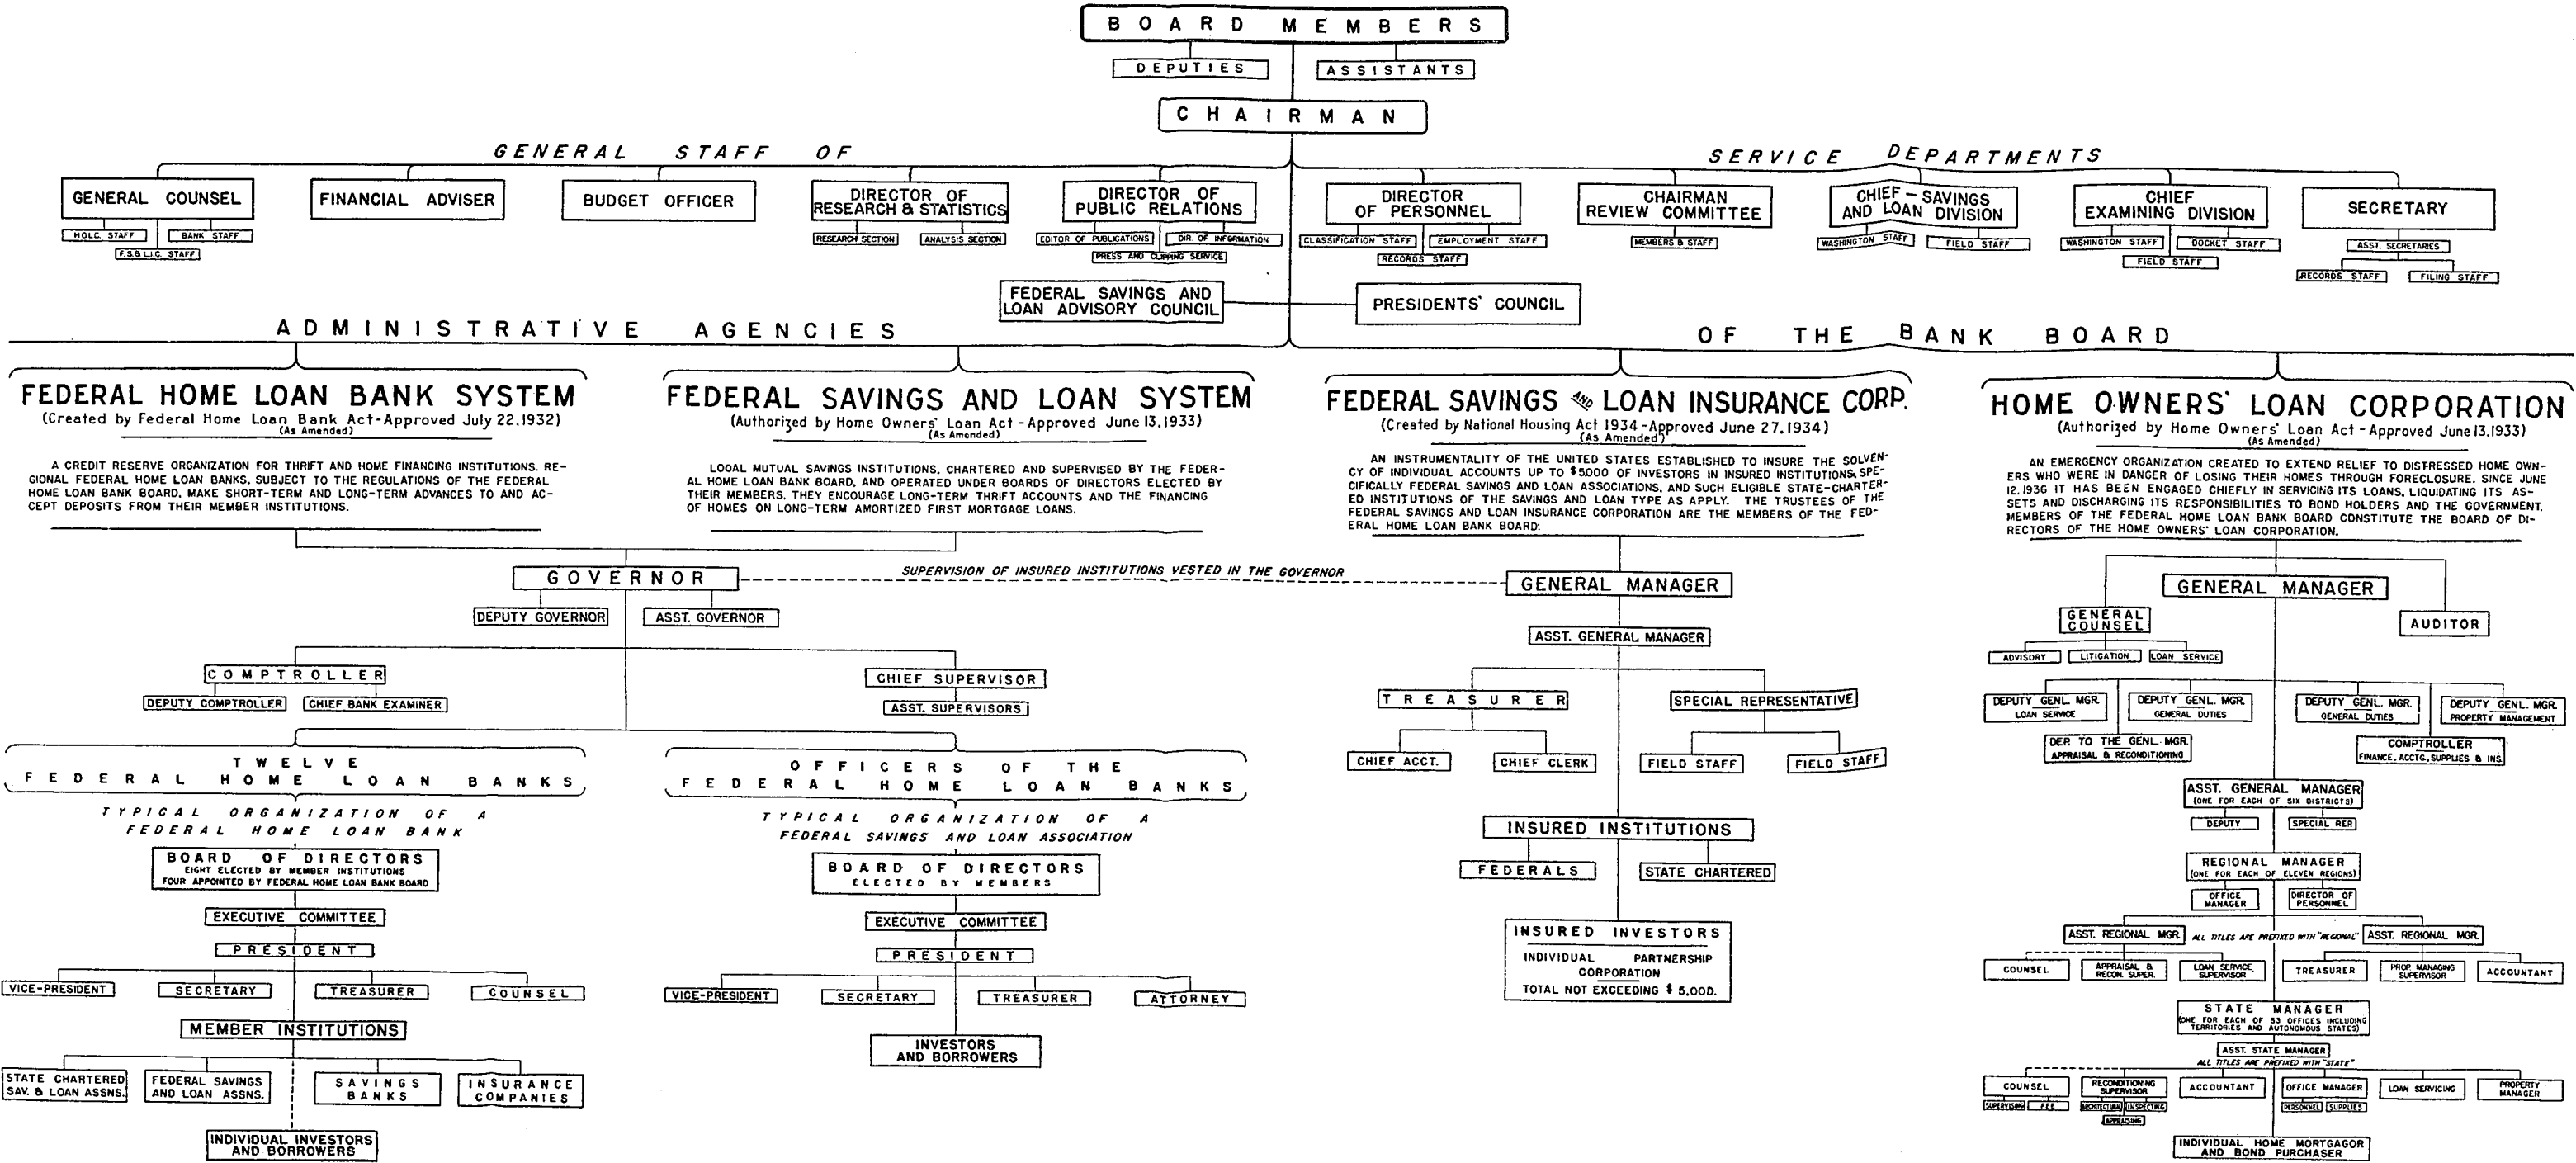 BOARD MEMBERS
DEPUTIES
ASSISTANTS
CHAIRMAN
GENERAL STAFF OF
SERVICE DEPARTMENTS
GENERAL COUNSEL
H.O.L.C. STAFF
BANK STAFF
F.S.& L.I.C. STAFF
FINANCIAL ADVISER
BUDGET OFFICER
DIRECTOR OF
RESEARCH & STATISTICS
RESEARCH SECTION
ANALYSIS SECTION
DIRECTOR OF
PUBLIC RELATIONS
EDITOR OF PUBLICATIONS
DIR. OF INFORMATION
PRESS AND CLIPPING SERVICE
DIRECTOR
OF PERSONNEL
CLASSIFICATION STAFF
EMPLOYMENT STAFF
RECORDS STAFF
CHAIRMAN
REVIEW COMMITTEE
MEMBERS & STAFF
CHIEF – SAVINGS
AND LOAN DIVISION
WASHINGTON STAFF
FIELD STAFF
CHIEF
EXAMINING DIVISION
WASHINGTON STAFF
DOCKET STAFF
FIELD STAFF
SECRETARY
ASST. SECRETARIES
RECORDS STAFF
FILING STAFF
FEDERAL SAVINGS AND
LOAN ADVISORY COUNCIL
PRESIDENTS' COUNCIL
ADMINISTRATIVE AGENCIES
OF THE BANK BOARD
FEDERAL HOME LOAN BANK SYSTEM
(Created by Federal Home Loan Bank Act-Approved July 22,1932)
(As Amended)
A CREDIT RESERVE ORGANIZATION FOR THRIFT AND HOME FINANCING INSTITUTIONS. RE-
GIONAL FEDERAL HOME LOAN BANKS, SUBJECT TO THE REGULATIONS OF THE FEDERAL
HOME LOAN BANK BOARD, MAKE SHORT-TERM AND LONG-TERM ADVANCES TO AND AC-
CEPT DEPOSITS FROM THEIR MEMBER INSTITUTIONS.
FEDERAL SAVINGS AND LOAN SYSTEM
(Authorized by Home Owners' Loan Act - Approved June 13,1933)
(As Amended)
LOCAL MUTUAL SAVINGS INSTITUTIONS, CHARTERED AND SUPERVISED BY THE FEDER-
AL HOME LOAN BANK BOARD, AND OPERATED UNDER BOARDS OF DIRECTORS ELECTED BY
THEIR MEMBERS. THEY ENCOURAGE LONG-TERM THRIFT ACCOUNTS AND THE FINANCING
OF HOMES ON LONG-TERM AMORTIZED FIRST MORTGAGE LOANS.
FEDERAL SAVINGS AND LOAN INSURANCE CORP.
(Created by National Housing Act 1934-Approved June 27,1934)
(As Amended)
AN INSTRUMENTALITY OF THE UNITED STATES ESTABLISHED TO INSURE THE SOLVEN-
CY OF INDIVIDUAL ACCOUNTS UP TO $5000 OF INVESTORS IN INSURED INSTITUTIONS, SPE-
CIFICALLY FEDERAL SAVINGS AND LOAN ASSOCIATIONS, AND SUCH ELIGIBLE STATE-CHARTER-
ED INSTITUTIONS OF THE SAVINGS AND LOAN TYPE AS APPLY. THE TRUSTEES OF THE
FEDERAL SAVINGS AND LOAN INSURANCE CORPORATION ARE THE MEMBERS OF THE FED-
ERAL HOME LOAN BANK BOARD:
HOME OWNERS' LOAN CORPORATION
(Authorized by Home Owners' Loan Act - Approved June 13,1933)
(As Amended)
AN EMERGENCY ORGANIZATION CREATED TO EXTEND RELIEF TO DISTRESSED HOME OWN-
ERS WHO WERE IN DANGER OF LOSING THEIR HOMES THROUGH FORECLOSURE. SINCE JUNE
12, 1936 IT HAS BEEN ENGAGED CHIEFLY IN SERVICING ITS LOANS, LIQUIDATING ITS AS-
SETS AND DISCHARGING ITS RESPONSIBILITIES TO BOND HOLDERS AND THE GOVERNMENT.
MEMBERS OF THE FEDERAL HOME LOAN BANK BOARD CONSTITUTE THE BOARD OF DI-
RECTORS OF THE HOME OWNERS' LOAN CORPORATION.
GOVERNOR
SUPERVISION OF INSURED INSTITUTIONS VESTED IN THE GOVERNOR
DEPUTY GOVERNOR
ASST. GOVERNOR
COMPTROLLER
DEPUTY COMPTROLLER
CHIEF BANK EXAMINER
CHIEF SUPERVISOR
ASST. SUPERVISORS
TWELVE
FEDERAL HOME LOAN BANKS
TYPICAL ORGANIZATION OF A
FEDERAL HOME LOAN BANK
BOARD OF DIRECTORS
EIGHT ELECTED BY MEMBER INSTITUTIONS
FOUR APPOINTED BY FEDERAL HOME LOAN BANK BOARD
EXECUTIVE COMMITTEE
PRESIDENT
VICE-PRESIDENT
SECRETARY
TREASURER
COUNSEL
MEMBER INSTITUTIONS
STATE CHARTERED
SAV. & LOAN ASSNS.
FEDERAL SAVINGS
AND LOAN ASSNS.
SAVINGS
BANKS
INSURANCE
COMPANIES
INDIVIDUAL INVESTORS
AND BORROWERS
OFFICERS OF THE
FEDERAL HOME LOAN BANKS
TYPICAL ORGANIZATION OF A
FEDERAL SAVINGS AND LOAN ASSOCIATION
BOARD OF DIRECTORS
ELECTED BY MEMBERS
EXECUTIVE COMMITTEE
PRESIDENT
VICE-PRESIDENT
SECRETARY
TREASURER
ATTORNEY
INVESTORS
AND BORROWERS
GENERAL MANAGER
ASST. GENERAL MANAGER
TREASURER
CHIEF ACCT.
CHIEF CLERK
SPECIAL REPRESENTATIVE
FIELD STAFF
FIELD STAFF
INSURED INSTITUTIONS
FEDERALS
STATE CHARTERED
INSURED INVESTORS
INDIVIDUAL PARTNERSHIP
CORPORATION
TOTAL NOT EXCEEDING $ 5,000.
GENERAL MANAGER
GENERAL
COUNSEL
ADVISORY
LITIGATION
LOAN SERVICE
AUDITOR
DEPUTY GENL. MGR.
LOAN SERVICE
DEPUTY GENL. MGR.
GENERAL DUTIES
DEPUTY GENL. MGR.
GENERAL DUTIES
DEPUTY GENL. MGR.
PROPERTY MANAGEMENT
DEP. TO THE GENL. MGR.
APPRAISAL & RECONDITIONING
COMPTROLLER
FINANCE, ACCTG., SUPPLIES & INS.
ASST. GENERAL MANAGER
(ONE FOR EACH OF SIX DISTRICTS)
DEPUTY
SPECIAL REP.
REGIONAL MANAGER
(ONE FOR EACH OF ELEVEN REGIONS)
OFFICE
MANAGER
DIRECTOR OF
PERSONNEL
ASST. REGIONAL MGR.
ALL TITLES ARE PREFIXED WITH "REGIONAL"
ASST. REGIONAL MGR.
COUNSEL
APPRAISAL &
RECON. SUPER.
LOAN SERVICE
SUPERVISOR
TREASURER
PROP. MANAGING
SUPERVISOR
ACCOUNTANT
STATE MANAGER
(ONE FOR EACH OF 53 OFFICES INCLUDING
TERRITORIES AND AUTONOMOUS STATES)
ASST. STATE MANAGER
ALL TITLES ARE PREFIXED WITH "STATE"
COUNSEL
SUPERVISING
FEE
RECONDITIONING
SUPERVISOR
ARCHITECTURAL
INSPECTING
APPRAISING
ACCOUNTANT
OFFICE MANAGER
PERSONNEL
SUPPLIES
LOAN SERVICING
PROPERTY
MANAGER
INDIVIDUAL HOME MORTGAGOR
AND BOND PURCHASER